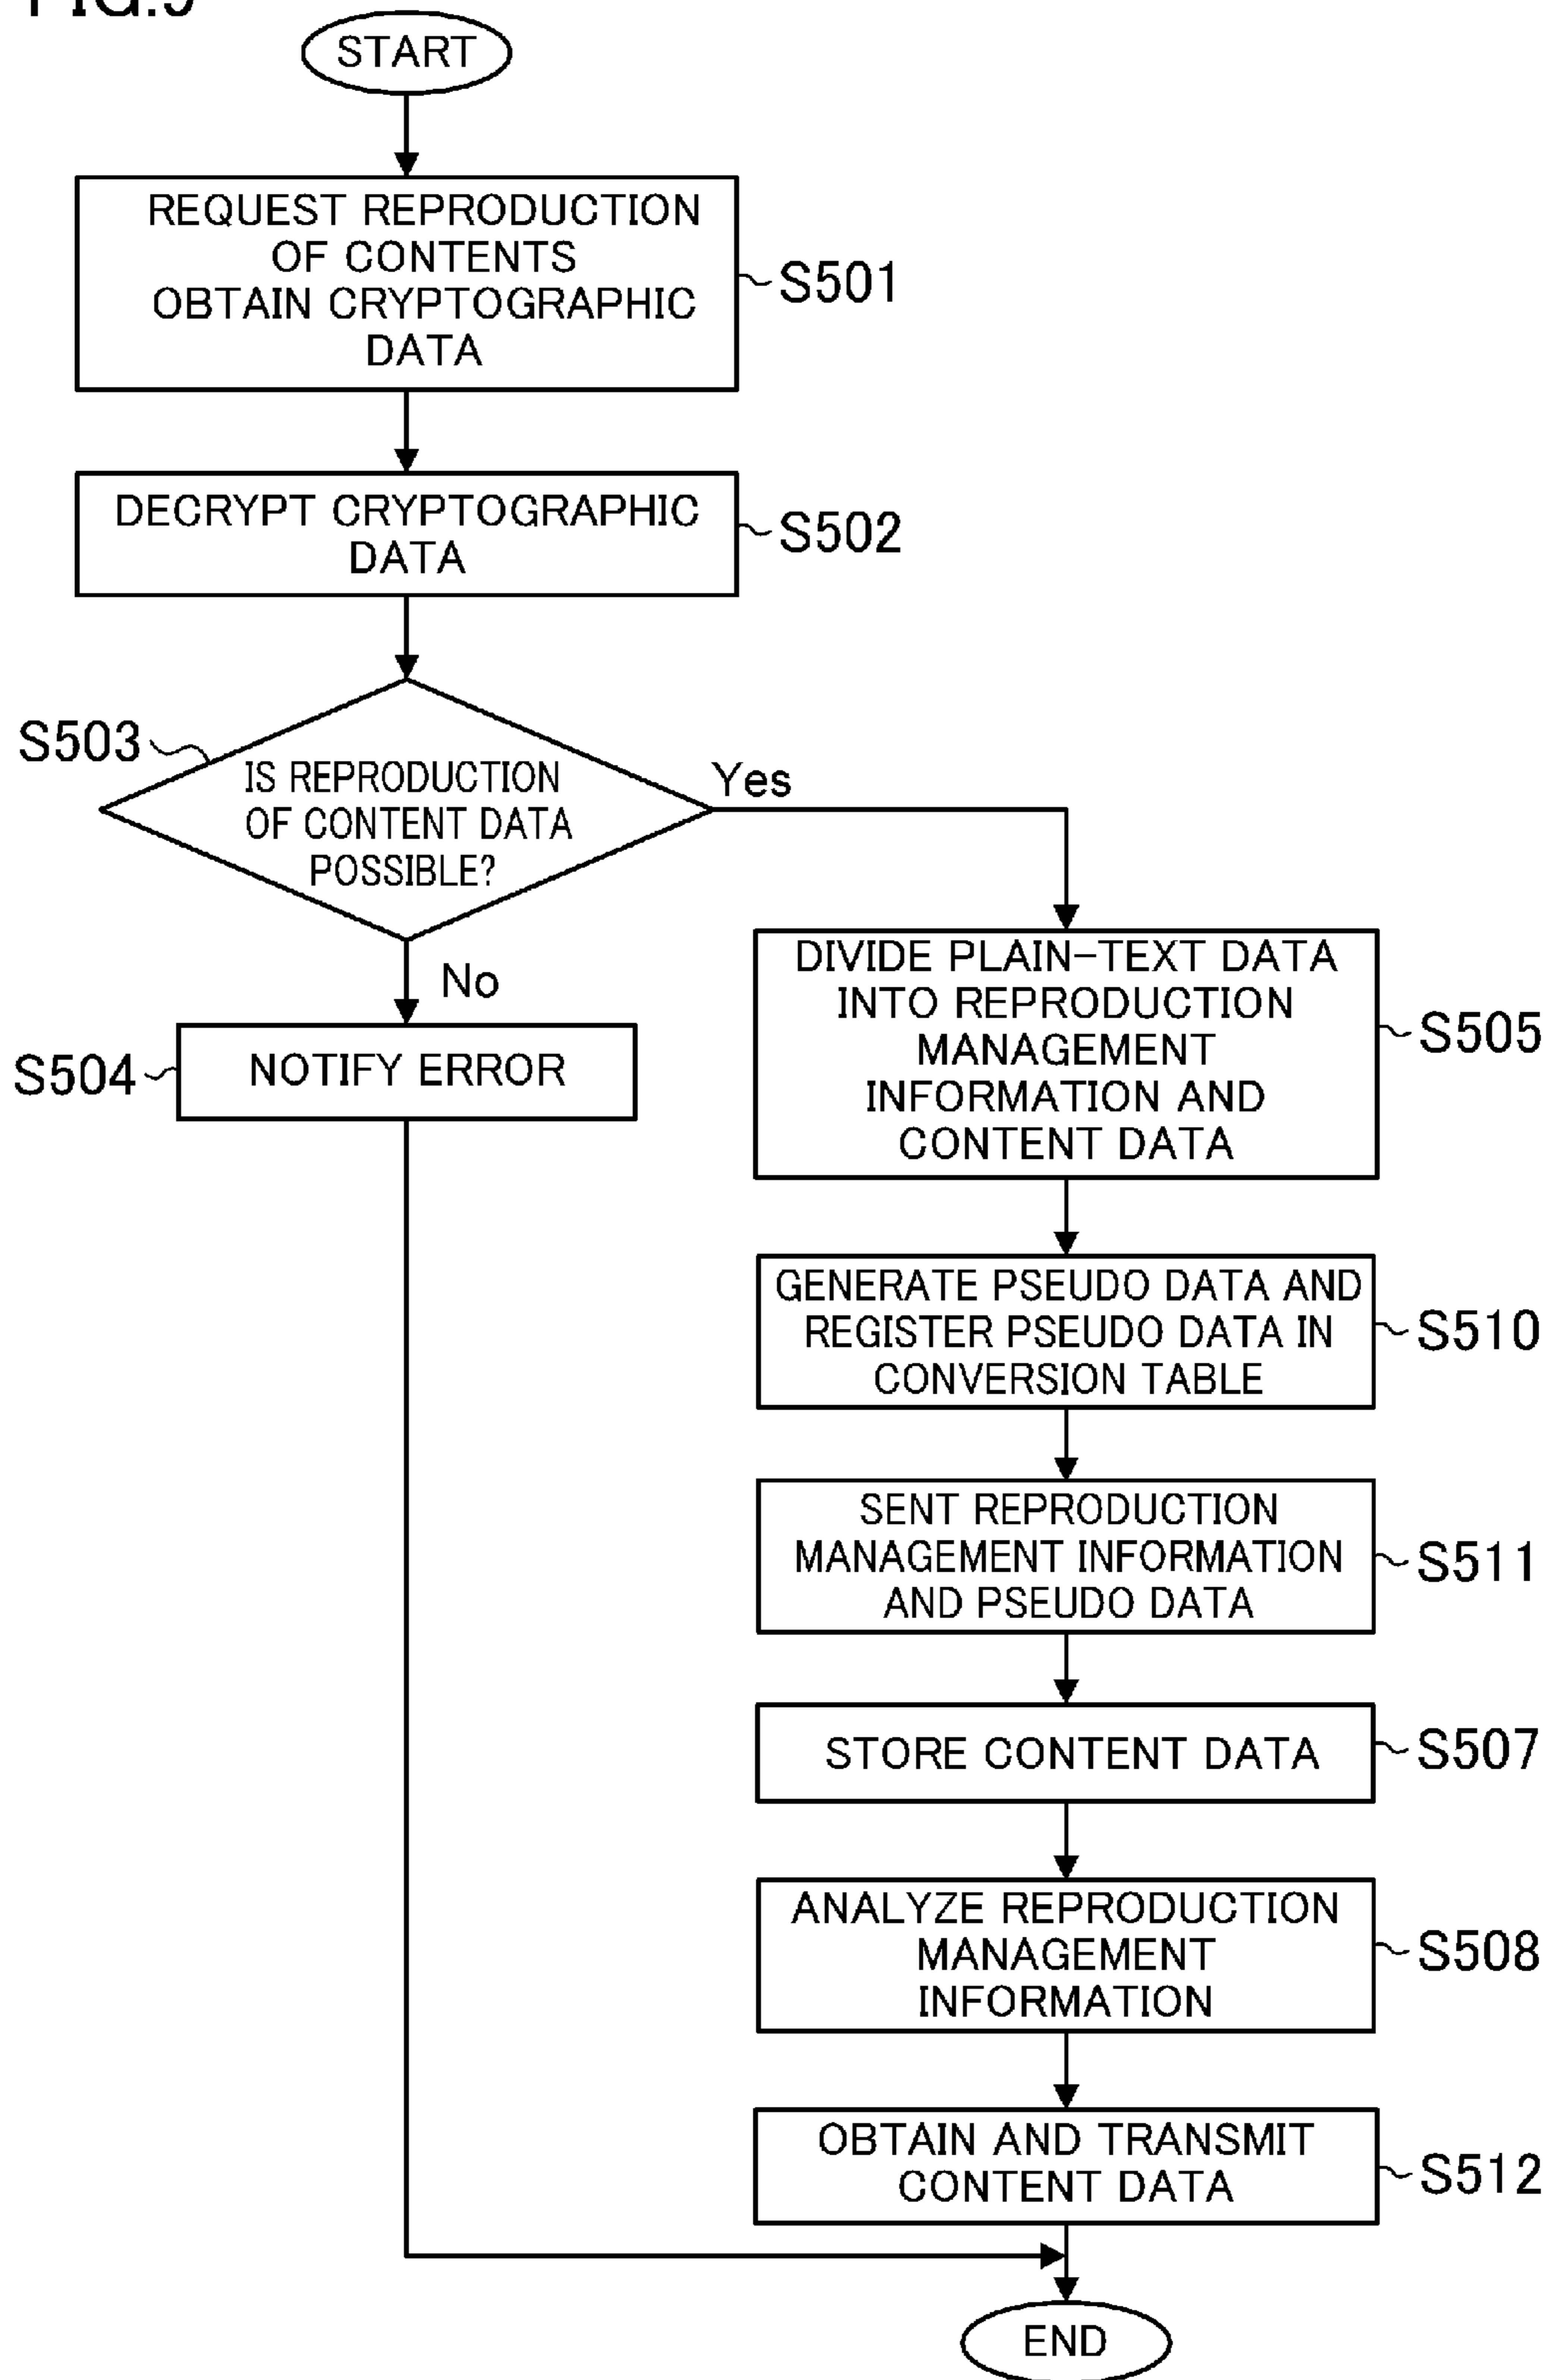 FIG.9
START
REQUEST REPRODUCTION
OF CONTENTS
OBTAIN CRYPTOGRAPHIC
DATA
S501
DECRYPT CRYPTOGRAPHIC
DATA
S502
S503
IS REPRODUCTION
OF CONTENT DATA
POSSIBLE?
Yes
No
S504
NOTIFY ERROR
DIVIDE PLAIN-TEXT DATA
INTO REPRODUCTION
MANAGEMENT
INFORMATION AND
CONTENT DATA
S505
GENERATE PSEUDO DATA AND
REGISTER PSEUDO DATA IN
CONVERSION TABLE
S510
SENT REPRODUCTION
MANAGEMENT INFORMATION
AND PSEUDO DATA
S511
STORE CONTENT DATA
S507
ANALYZE REPRODUCTION
MANAGEMENT
INFORMATION
S508
OBTAIN AND TRANSMIT
CONTENT DATA
S512
END